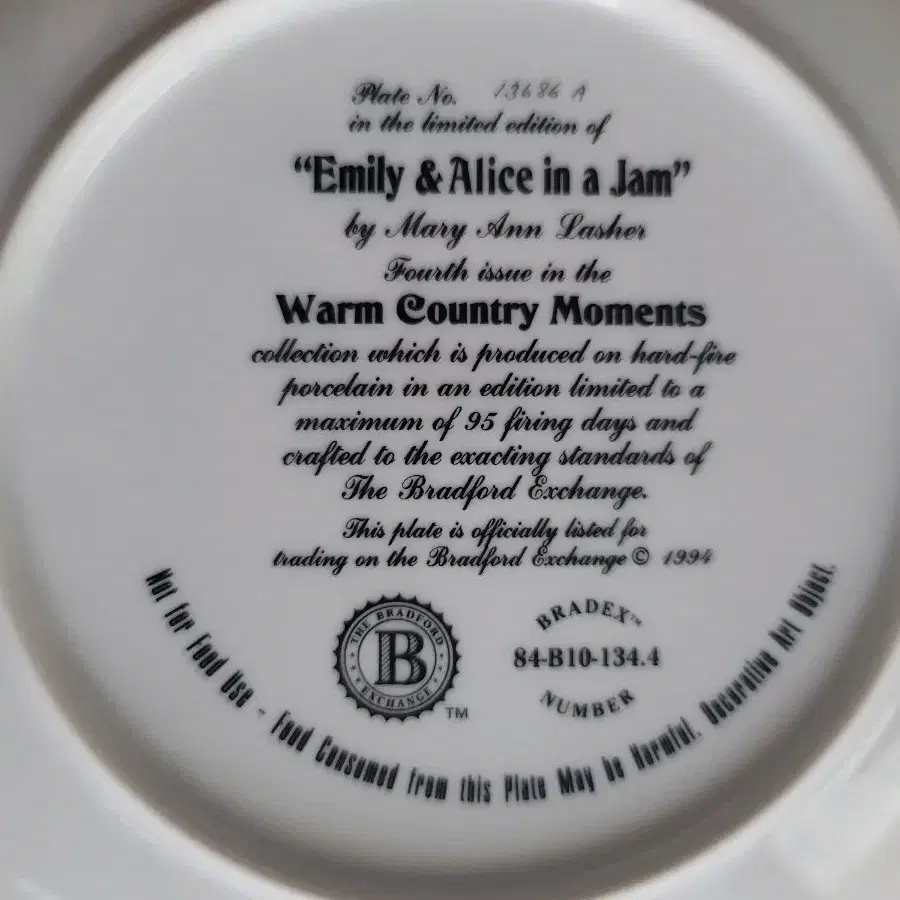 Plate No. 13686 A
in the limited edition of
“Emily & Alice in a Jam”
by Mary Ann Lasher
Fourth issue in the
Warm Country Moments
collection which is produced on hard-fire
porcelain in an edition limited to a
maximum of 95 firing days and
crafted to the exacting standards of
The Bradford Exchange.
This plate is officially listed for
trading on the Bradford Exchange © 1994
THE BRADFORD
B
EXCHANGE
TM
BRADEX™
84-B10-134.4
NUMBER
Not for Food Use - Food Consumed from this Plate May be Harmful. Decorative Art Object.